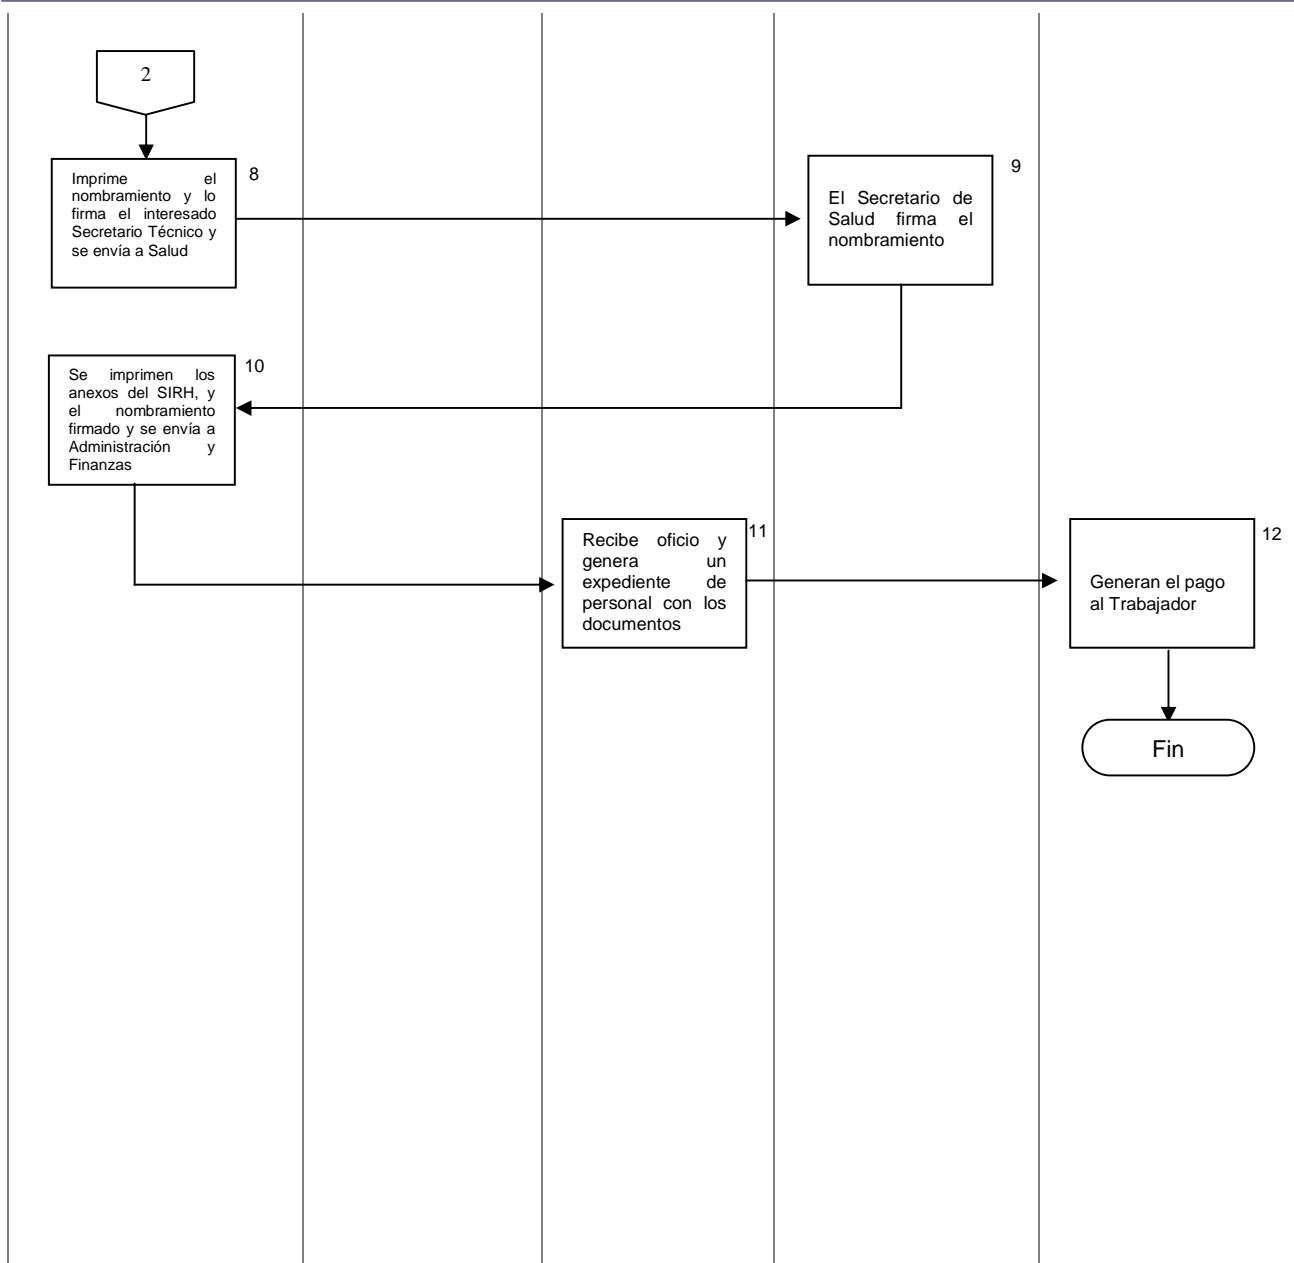 2
8
Imprime el
nombramiento y lo
firma el interesado
Secretario Técnico y
se envía a Salud
9
El Secretario de
Salud firma el
nombramiento
10
Se imprimen los
anexos del SIRH, y
el nombramiento
firmado y se envía a
Administración y
Finanzas
11
Recibe oficio y
genera un
expediente de
personal con los
documentos
12
Generan el pago
al Trabajador
Fin